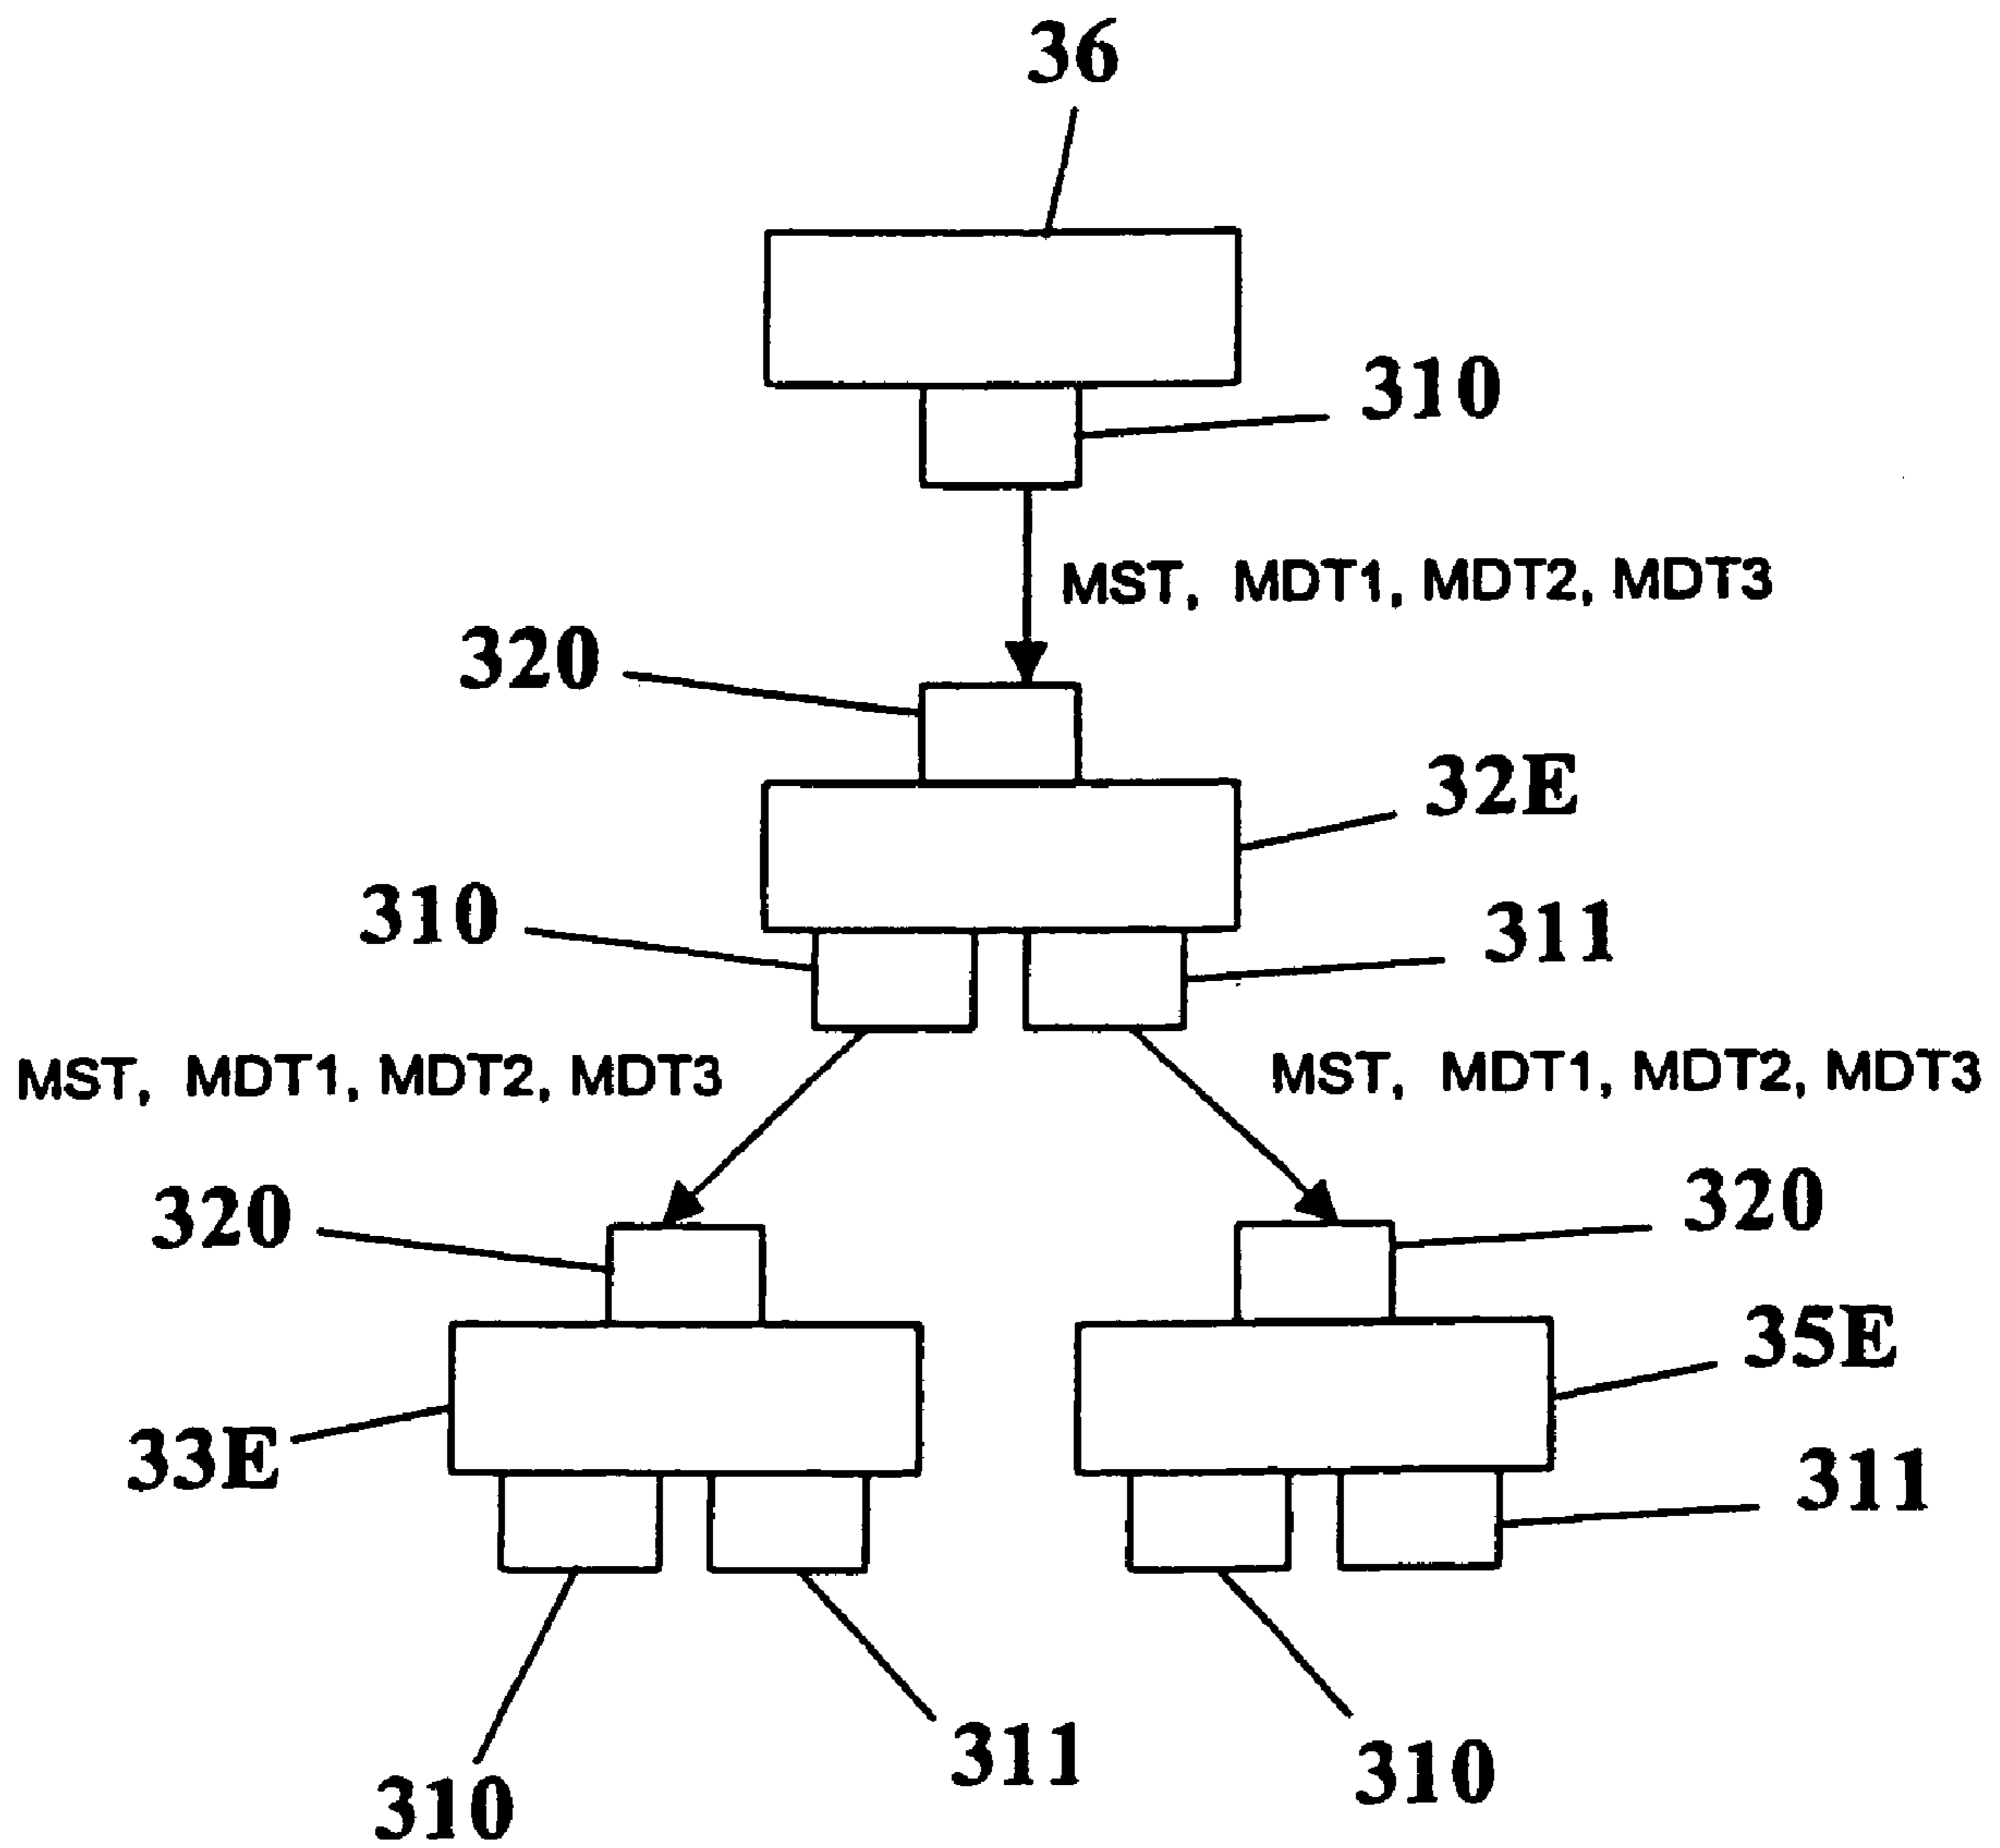 36
310
MST, MDT1, MDT2, MDT3
320
32E
310
311
MST, MDT1, MDT2, MDT3
MST, MDT1, MDT2, MDT3
320
320
35E
33E
311
311
310
310